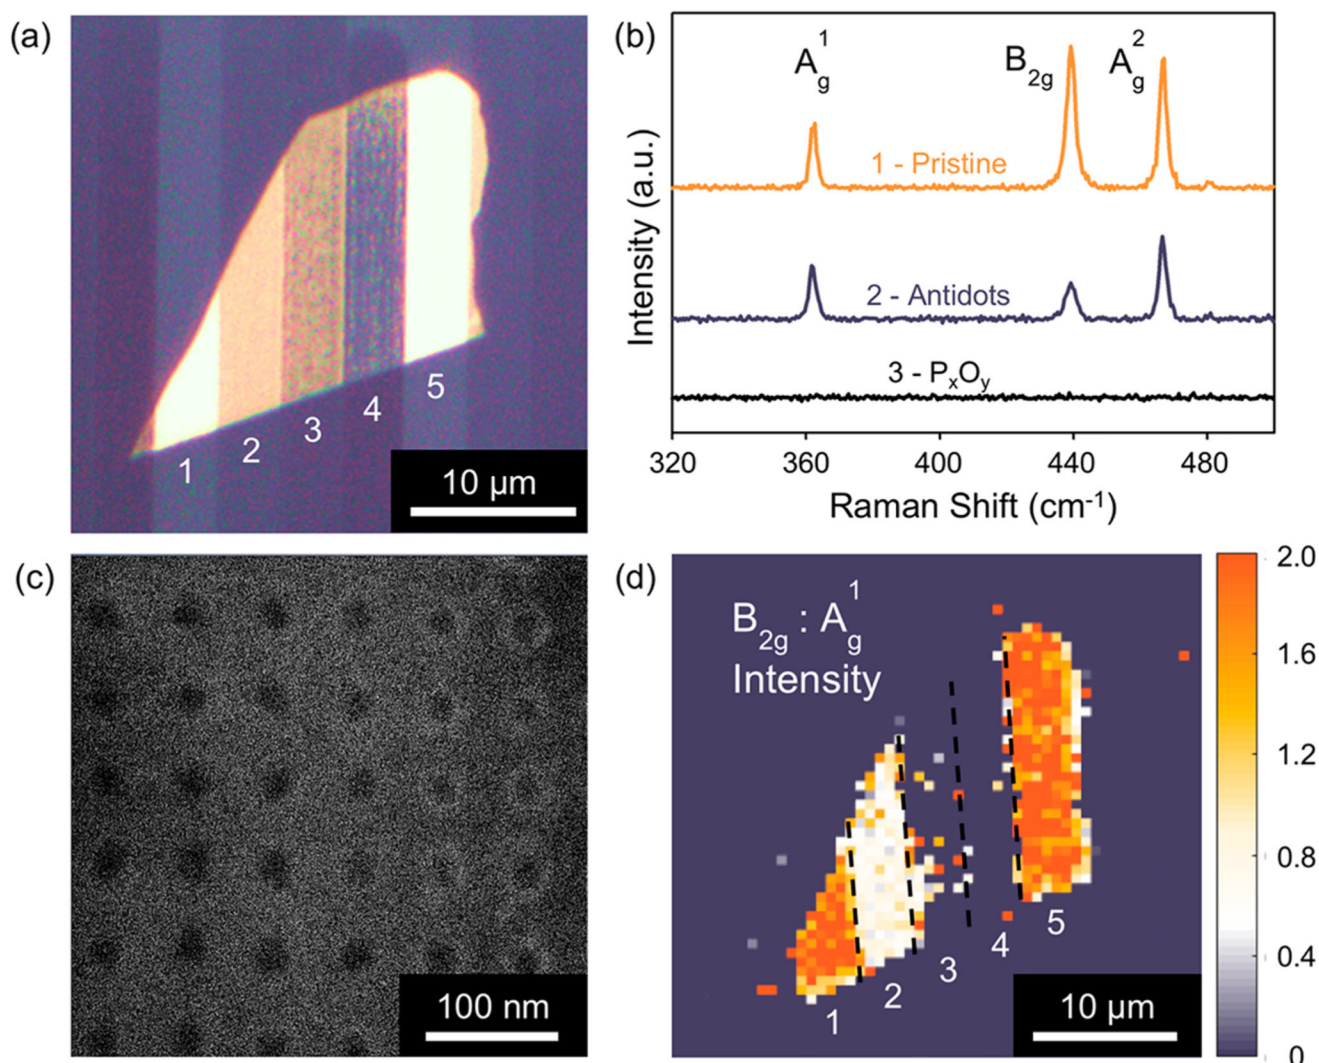 (a)
1
2
3
4
5
10 μm
(b)
A
1
g
B2g
A
2
g
1 - Pristine
2 - Antidots
3 - PxOy
Intensity (a.u.)
320
360
400
440
480
Raman Shift (cm-1)
(c)
100 nm
(d)
B2g : A1g
Intensity
1
2
3
4
5
10 μm
2.0
1.6
1.2
0.8
0.4
0